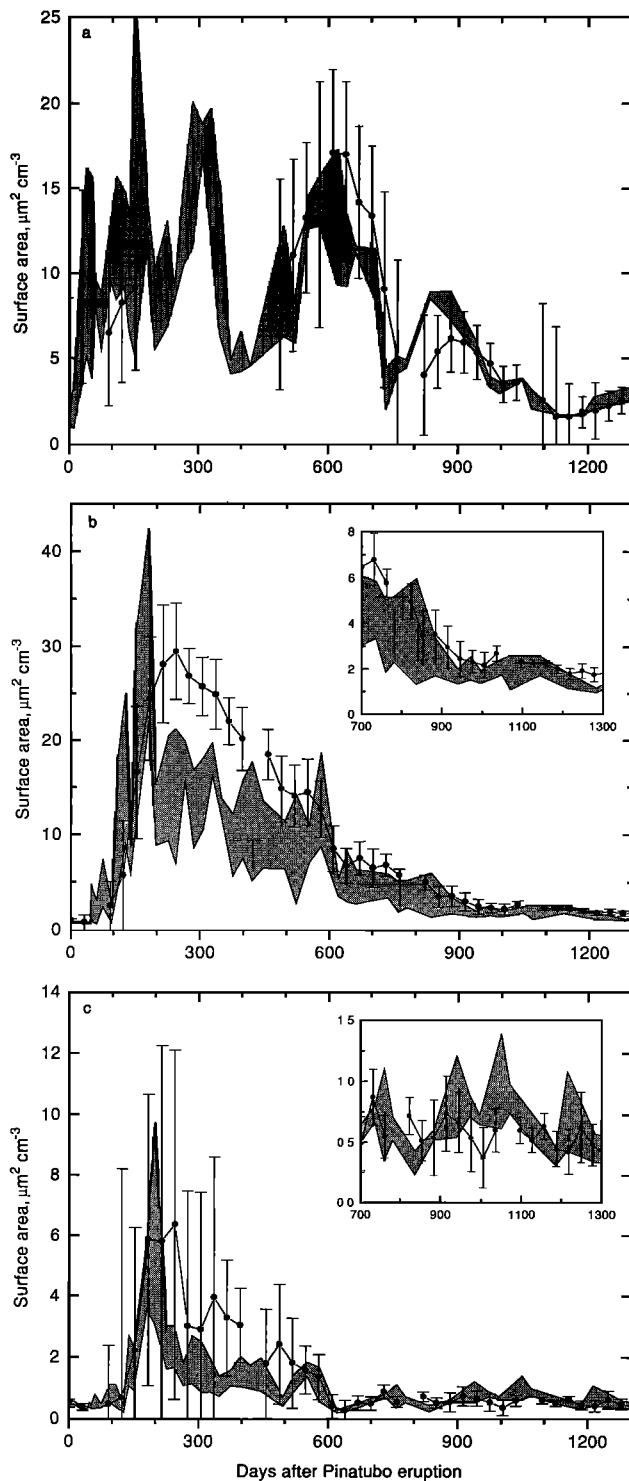 a
25
20
15
10
5
0
Surface area, μm² cm⁻³
0 300 600 900 1200
b
40
30
20
10
0
Surface area, μm² cm⁻³
8
6
4
2
0
700 900 1100 1300
0 300 600 900 1200
c
14
12
10
8
6
4
2
0
Surface area, μm² cm⁻³
1 5
1 0
0 5
0 0
700 900 1100 1300
0 300 600 900 1200
Days after Pinatubo eruption